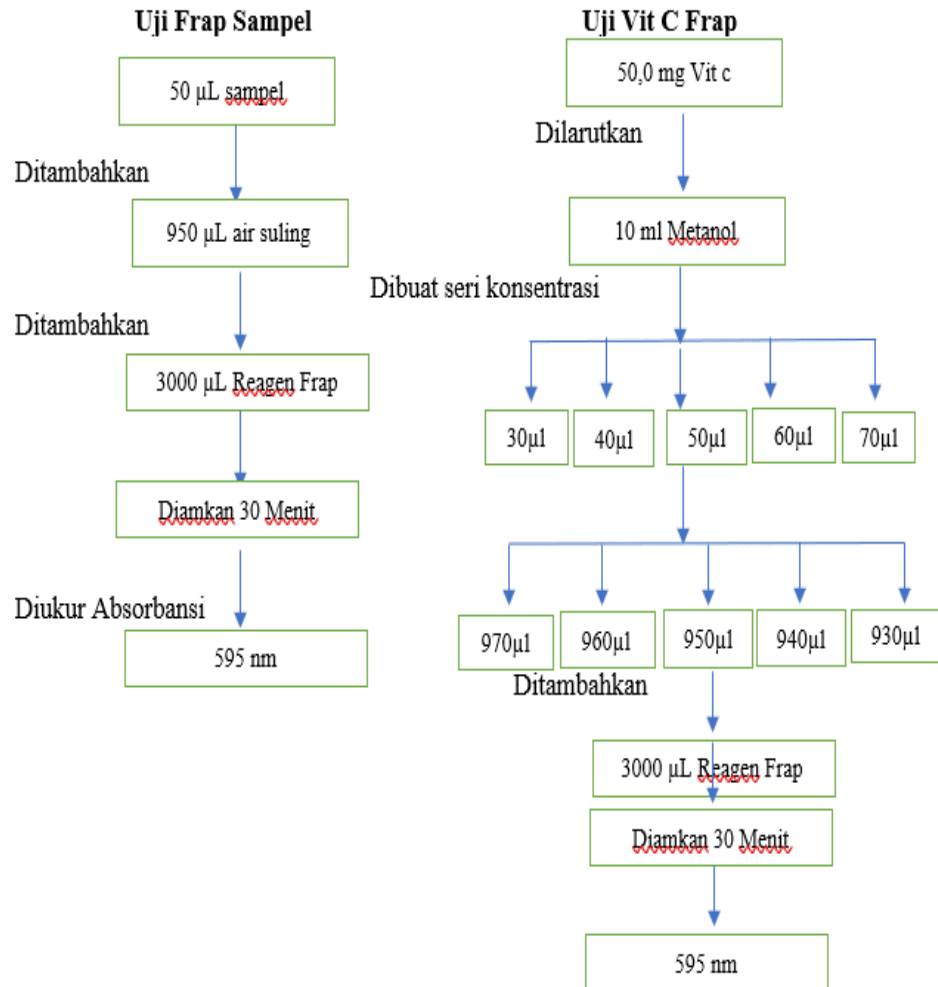 Uji Frap Sampel
50 µL sampel
Ditambahkan
950 µL air suling
Ditambahkan
3000 µL Reagen Frap
Diamkan 30 Menit
Diukur Absorbansi
595 nm
Uji Vit C Frap
50,0 mg Vit c
Dilarutkan
10 ml Metanol
Dibuat seri konsentrasi
30µl
40µl
50µl
60µl
70µl
970µl
960µl
950µl
940µl
930µl
Ditambahkan
3000 µL Reagen Frap
Diamkan 30 Menit
595 nm